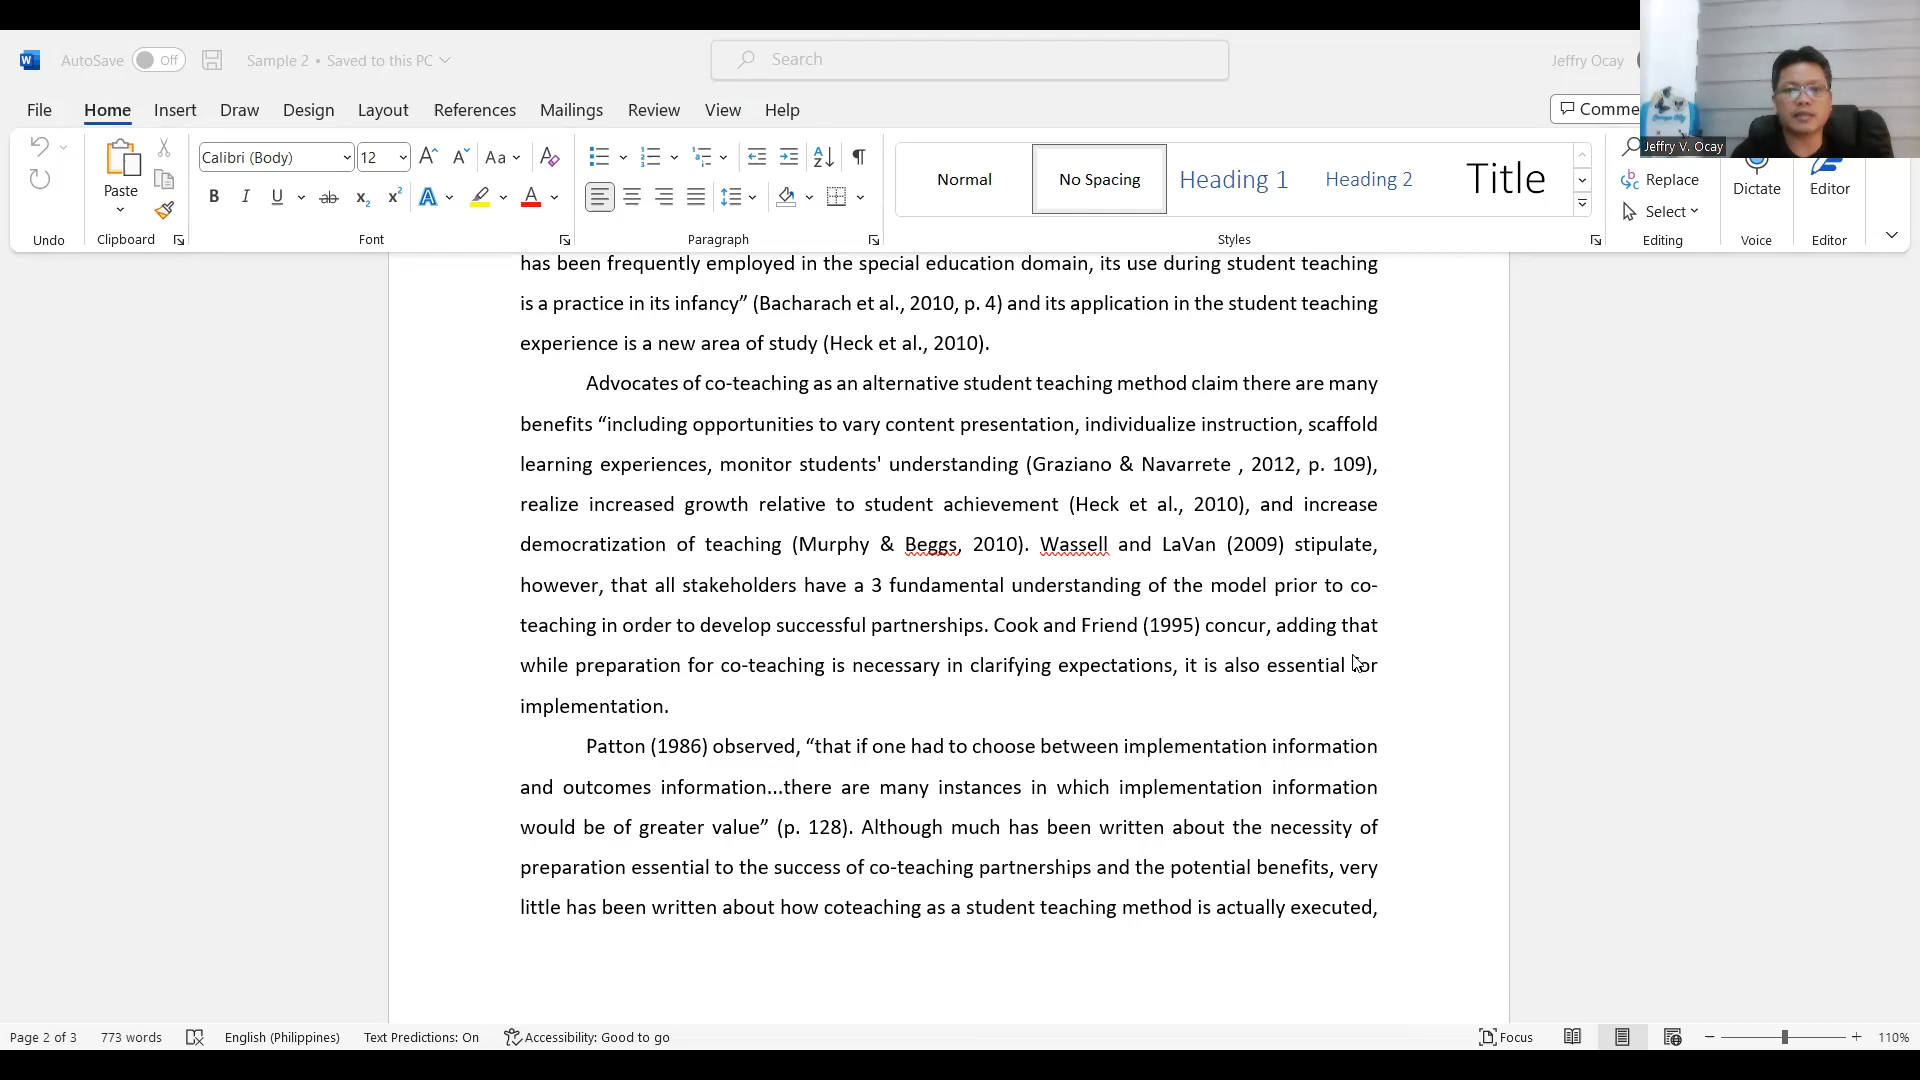 AutoSave Off Sample 2 • Saved to this PC Search Jeffry Ocay
File Home Insert Draw Design Layout References Mailings Review View Help Comme
Jeffry V. Ocay
Paste
Calibri (Body) 12 Aa
B I U ab x2 x2 A A
Normal No Spacing Heading 1 Heading 2 Title
Replace
Select
Dictate
Editor
Undo Clipboard Font Paragraph Styles Editing Voice Editor
has been frequently employed in the special education domain, its use during student teaching
is a practice in its infancy” (Bacharach et al., 2010, p. 4) and its application in the student teaching
experience is a new area of study (Heck et al., 2010).
Advocates of co-teaching as an alternative student teaching method claim there are many
benefits “including opportunities to vary content presentation, individualize instruction, scaffold
learning experiences, monitor students' understanding (Graziano & Navarrete , 2012, p. 109),
realize increased growth relative to student achievement (Heck et al., 2010), and increase
democratization of teaching (Murphy & Beggs, 2010). Wassell and LaVan (2009) stipulate,
however, that all stakeholders have a 3 fundamental understanding of the model prior to co-
teaching in order to develop successful partnerships. Cook and Friend (1995) concur, adding that
while preparation for co-teaching is necessary in clarifying expectations, it is also essential for
implementation.
Patton (1986) observed, “that if one had to choose between implementation information
and outcomes information...there are many instances in which implementation information
would be of greater value” (p. 128). Although much has been written about the necessity of
preparation essential to the success of co-teaching partnerships and the potential benefits, very
little has been written about how coteaching as a student teaching method is actually executed,
Page 2 of 3 773 words English (Philippines) Text Predictions: On Accessibility: Good to go Focus 110%